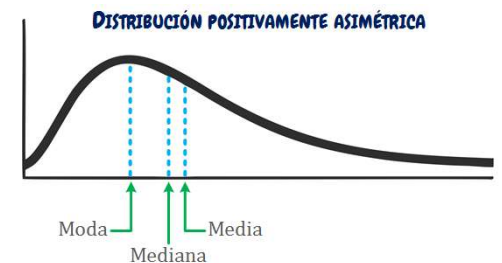 DISTRIBUCIÓN POSITIVAMENTE ASIMÉTRICA
Moda
Media
Mediana